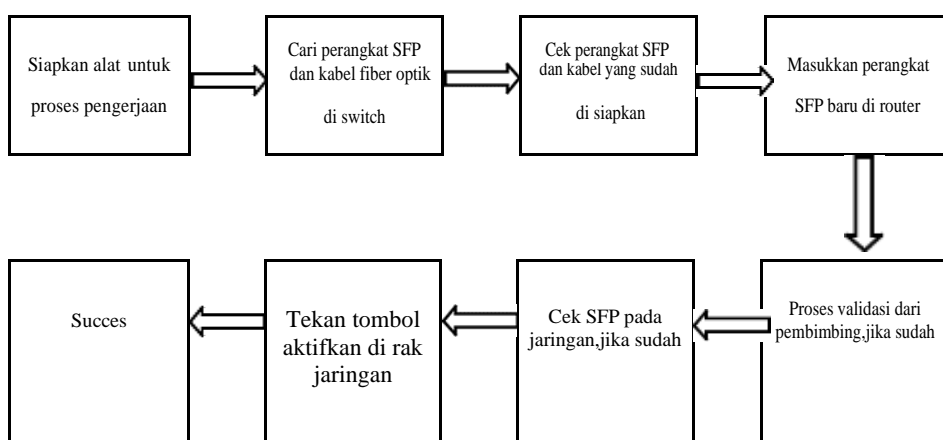 Siapkan alat untuk
proses pengerjaan
Cari perangkat SFP
dan kabel fiber optik
di switch
Cek perangkat SFP
dan kabel yang sudah
di siapkan
Masukkan perangkat
SFP baru di router
Proses validasi dari
pembimbing,jika sudah
Cek SFP pada
jaringan,jika sudah
Tekan tombol
aktifkan di rak
jaringan
Succes